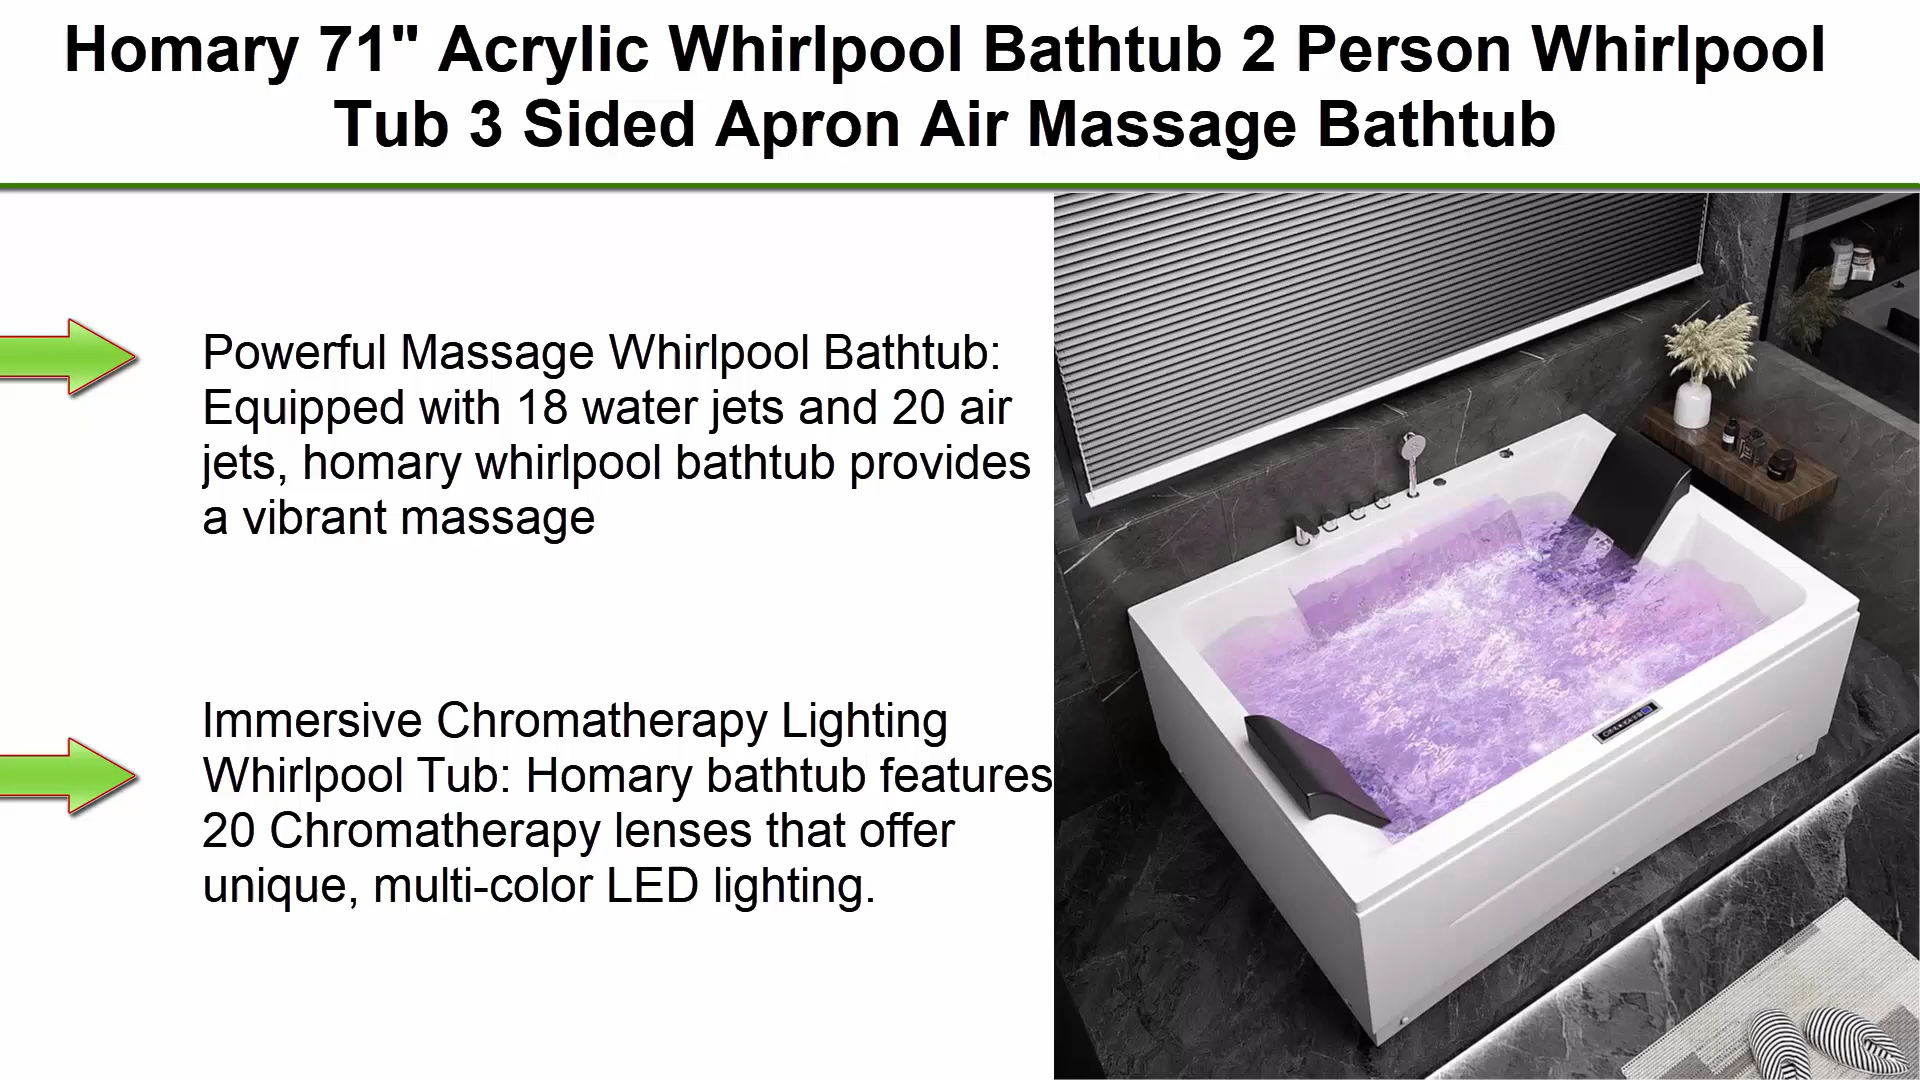 Homary 71" Acrylic Whirlpool Bathtub 2 Person Whirlpool
Tub 3 Sided Apron Air Massage Bathtub
Powerful Massage Whirlpool Bathtub:
Equipped with 18 water jets and 20 air
jets, homary whirlpool bathtub provides
a vibrant massage
Immersive Chromatherapy Lighting
Whirlpool Tub: Homary bathtub features
20 Chromatherapy lenses that offer
unique, multi-color LED lighting.